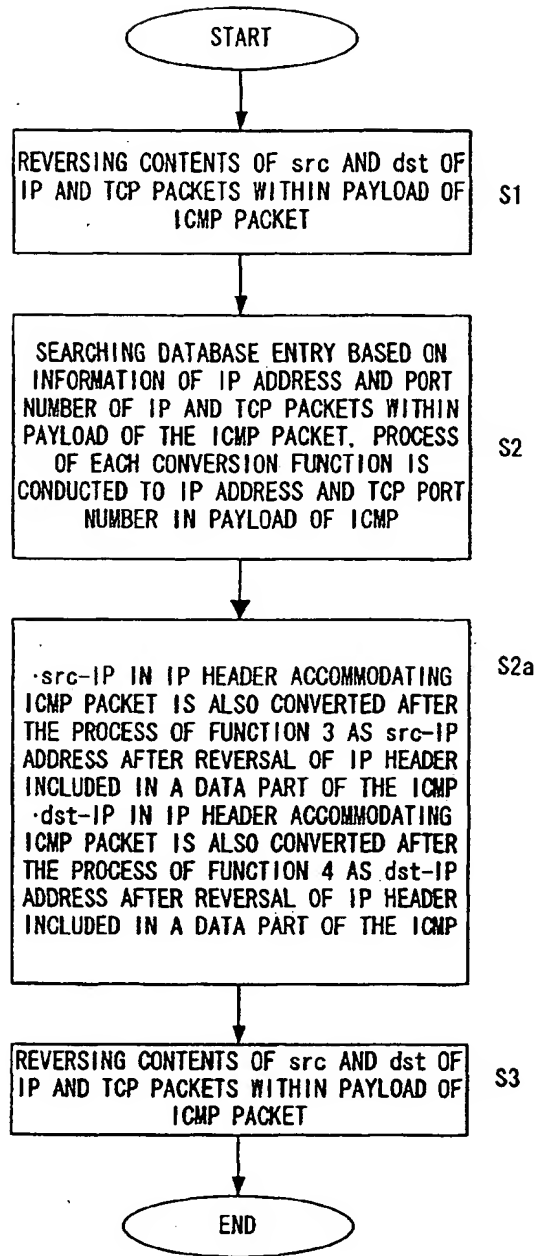 START
REVERSING CONTENTS OF src AND dst OF
IP AND TCP PACKETS WITHIN PAYLOAD OF
ICMP PACKET
S1
SEARCHING DATABASE ENTRY BASED ON
INFORMATION OF IP ADDRESS AND PORT
NUMBER OF IP AND TCP PACKETS WITHIN
PAYLOAD OF THE ICMP PACKET. PROCESS
OF EACH CONVERSION FUNCTION IS
CONDUCTED TO IP ADDRESS AND TCP PORT
NUMBER IN PAYLOAD OF ICMP
S2
·src-IP IN IP HEADER ACCOMMODATING
ICMP PACKET IS ALSO CONVERTED AFTER
THE PROCESS OF FUNCTION 3 AS src-IP
ADDRESS AFTER REVERSAL OF IP HEADER
INCLUDED IN A DATA PART OF THE ICMP
·dst-IP IN IP HEADER ACCOMMODATING
ICMP PACKET IS ALSO CONVERTED AFTER
THE PROCESS OF FUNCTION 4 AS dst-IP
ADDRESS AFTER REVERSAL OF IP HEADER
INCLUDED IN A DATA PART OF THE ICMP
S2a
REVERSING CONTENTS OF src AND dst OF
IP AND TCP PACKETS WITHIN PAYLOAD OF
ICMP PACKET
S3
END